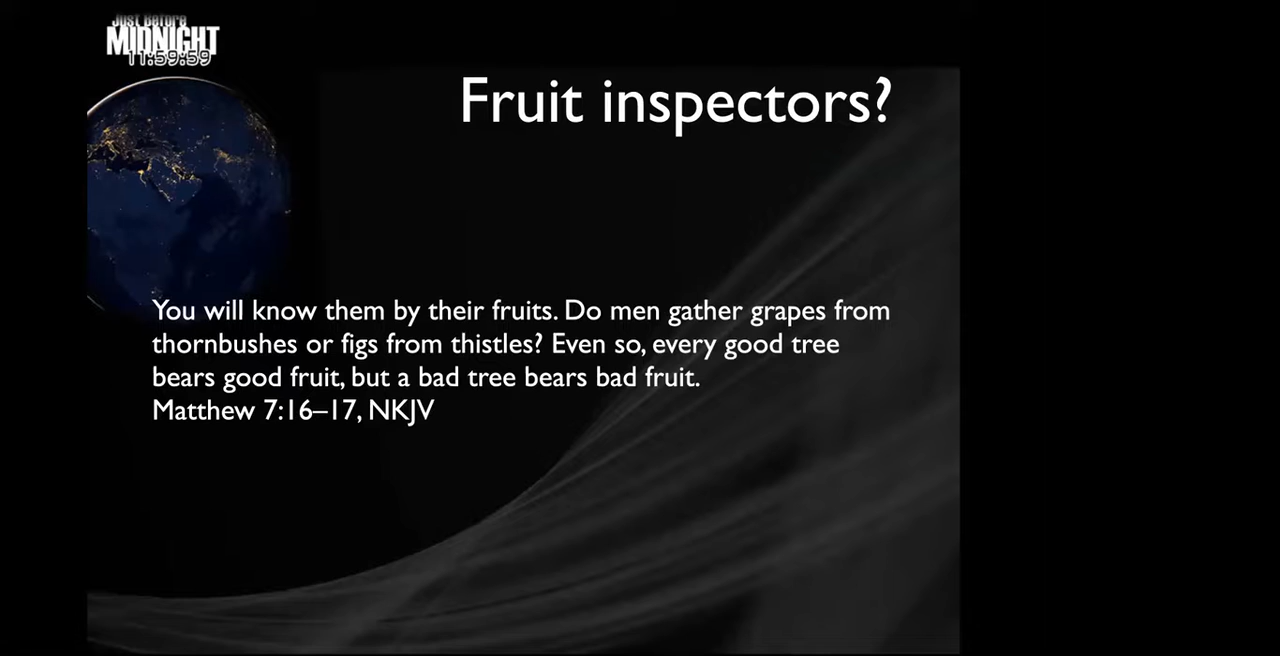 Just Before
MIDNIGHT
11:59:59
Fruit inspectors?
You will know them by their fruits. Do men gather grapes from
thornbushes or figs from thistles? Even so, every good tree
bears good fruit, but a bad tree bears bad fruit.
Matthew 7:16–17, NKJV